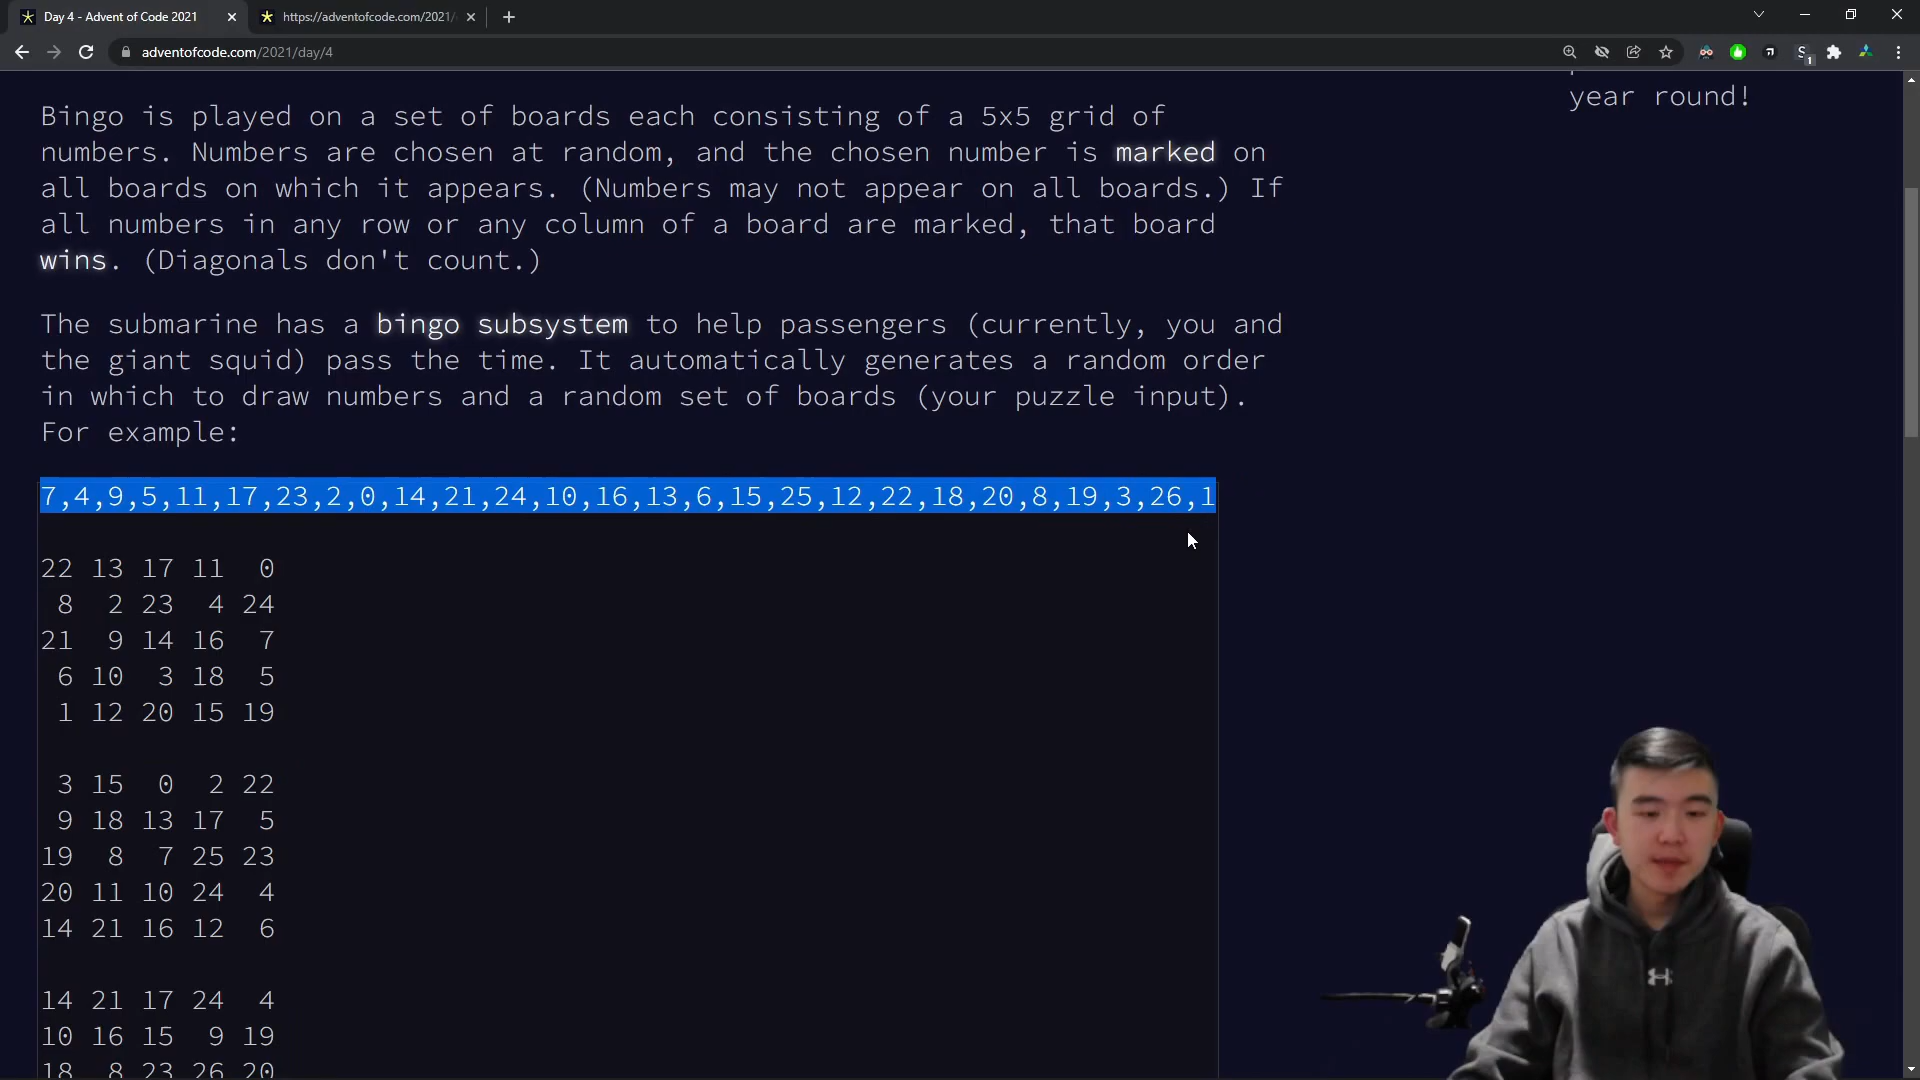 Day 4 - Advent of Code 2021
https://adventofcode.com/2021/
adventofcode.com/2021/day/4
year round!
Bingo is played on a set of boards each consisting of a 5x5 grid of
numbers. Numbers are chosen at random, and the chosen number is marked on
all boards on which it appears. (Numbers may not appear on all boards.) If
all numbers in any row or any column of a board are marked, that board
wins. (Diagonals don't count.)
The submarine has a bingo subsystem to help passengers (currently, you and
the giant squid) pass the time. It automatically generates a random order
in which to draw numbers and a random set of boards (your puzzle input).
For example:
7,4,9,5,11,17,23,2,0,14,21,24,10,16,13,6,15,25,12,22,18,20,8,19,3,26,1
22 13 17 11  0
 8  2 23  4 24
21  9 14 16  7
 6 10  3 18  5
 1 12 20 15 19
 3 15  0  2 22
 9 18 13 17  5
19  8  7 25 23
20 11 10 24  4
14 21 16 12  6
14 21 17 24  4
10 16 15  9 19
18  8 23 26 20